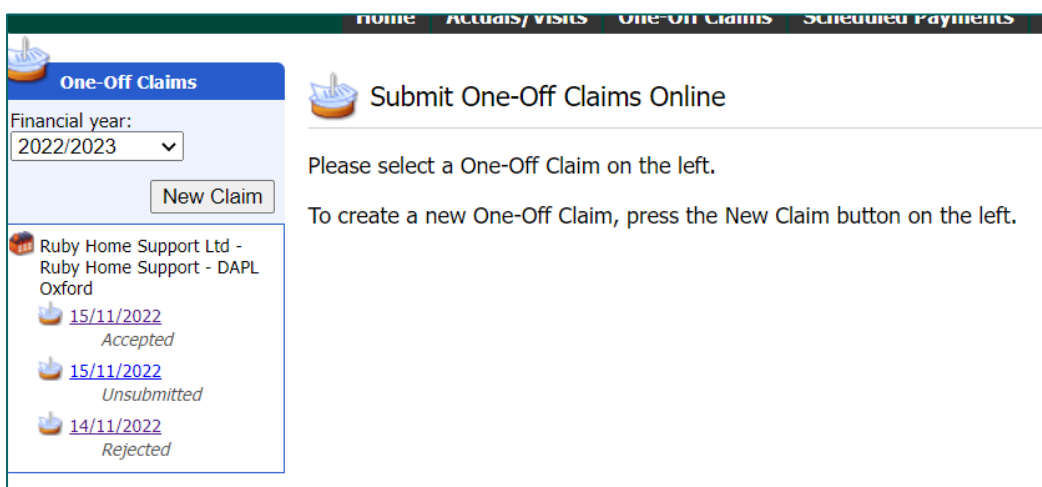 Home Actuals/Visits One-Off Claims Scheduled Payments
One-Off Claims
Financial year:
2022/2023
New Claim
Ruby Home Support Ltd -
Ruby Home Support - DAPL
Oxford
15/11/2022
Accepted
15/11/2022
Unsubmitted
14/11/2022
Rejected
Submit One-Off Claims Online
Please select a One-Off Claim on the left.
To create a new One-Off Claim, press the New Claim button on the left.